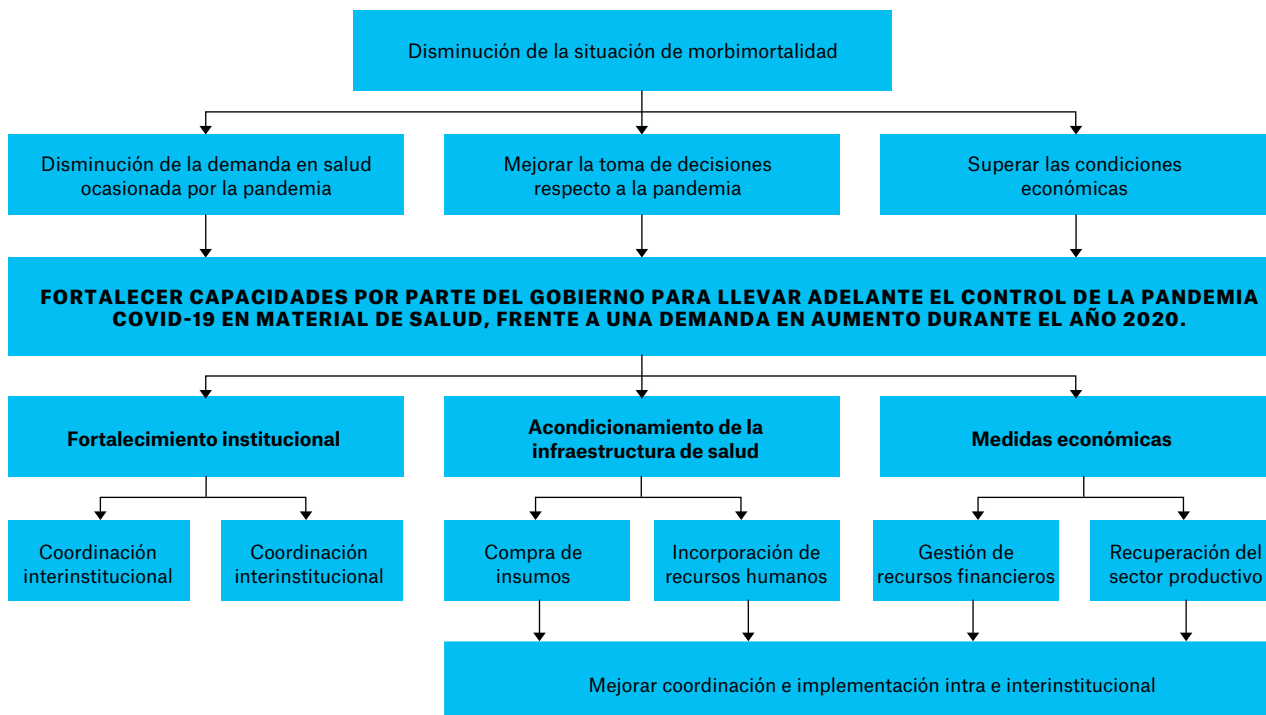 Disminución de la situación de morbimortalidad
Disminución de la demanda en salud
ocasionada por la pandemia
Mejorar la toma de decisiones
respecto a la pandemia
Superar las condiciones
económicas
FORTALECER CAPACIDADES POR PARTE DEL GOBIERNO PARA LLEVAR ADELANTE EL CONTROL DE LA PANDEMIA
COVID-19 EN MATERIAL DE SALUD, FRENTE A UNA DEMANDA EN AUMENTO DURANTE EL AÑO 2020.
Fortalecimiento institucional
Acondicionamiento de la
infraestructura de salud
Medidas económicas
Coordinación
interinstitucional
Coordinación
interinstitucional
Compra de
insumos
Incorporación de
recursos humanos
Gestión de
recursos financieros
Recuperación del
sector productivo
Mejorar coordinación e implementación intra e interinstitucional